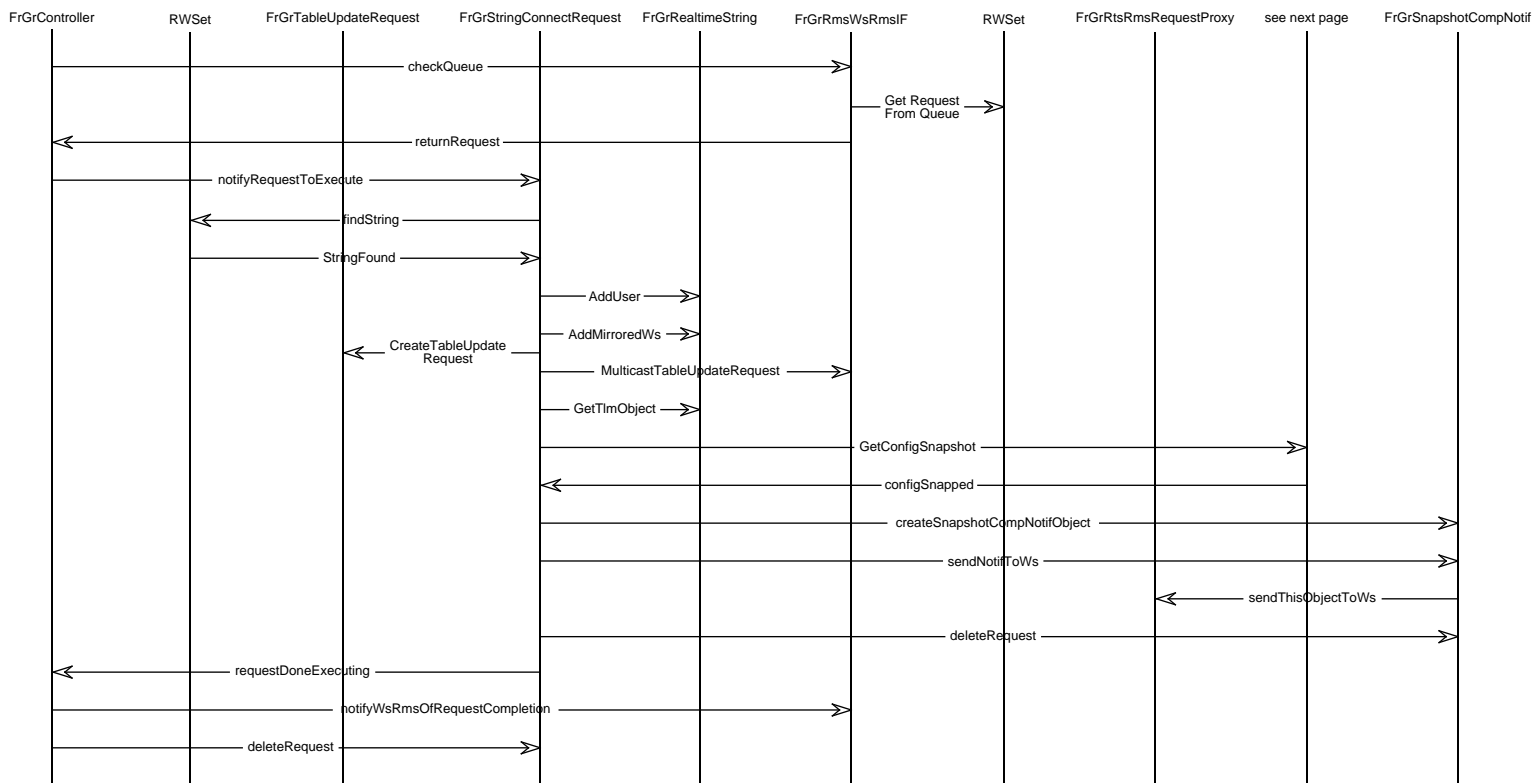 FrGrController
RWSet
FrGrTableUpdateRequest
FrGrStringConnectRequest
FrGrRealtimeString
FrGrRmsWsRmsIF
RWSet
FrGrRtsRmsRequestProxy
see next page
FrGrSnapshotCompNotif
checkQueue
Get Request
From Queue
returnRequest
notifyRequestToExecute
findString
StringFound
AddUser
AddMirroredWs
CreateTableUpdate
Request
MulticastTableUpdateRequest
GetTlmObject
GetConfigSnapshot
configSnapped
createSnapshotCompNotifObject
sendNotifToWs
sendThisObjectToWs
deleteRequest
requestDoneExecuting
notifyWsRmsOfRequestCompletion
deleteRequest